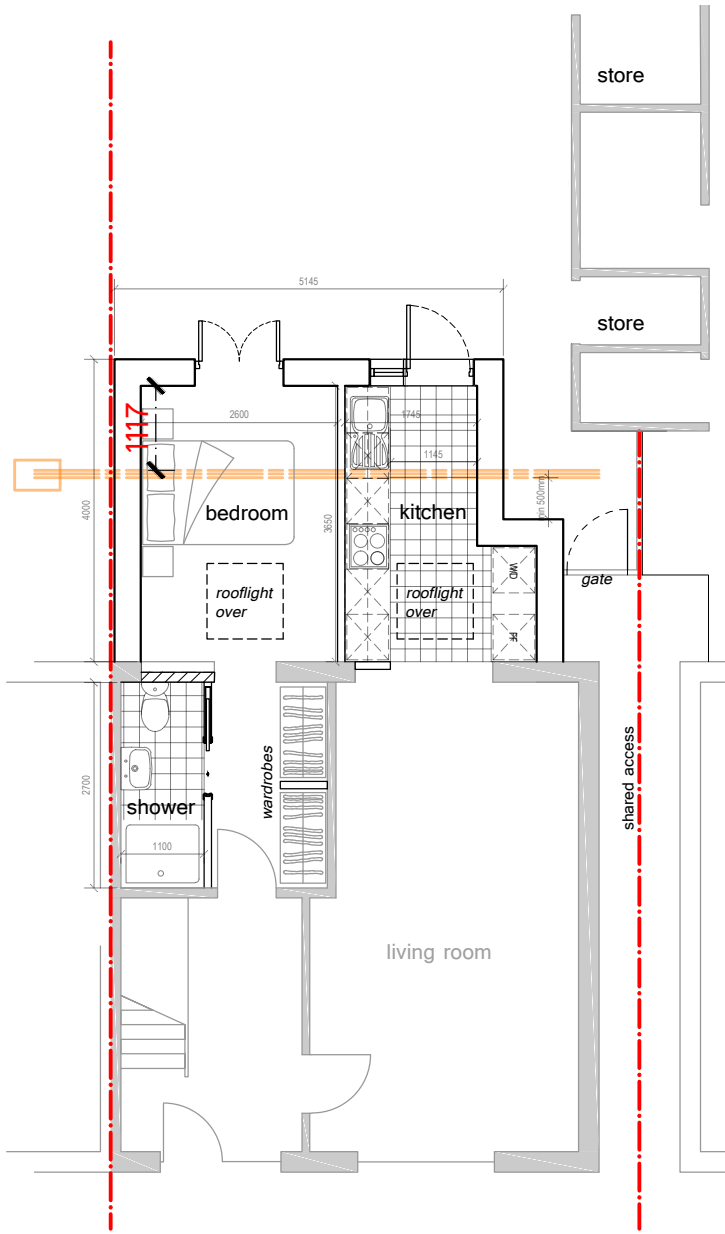 store
5145
store
1117
2600
1745
1145
min 500mm
4000
bedroom
3650
kitchen
WD
gate
rooflight
over
rooflight
over
FF
2700
wardrobes
shared access
shower
1100
living room